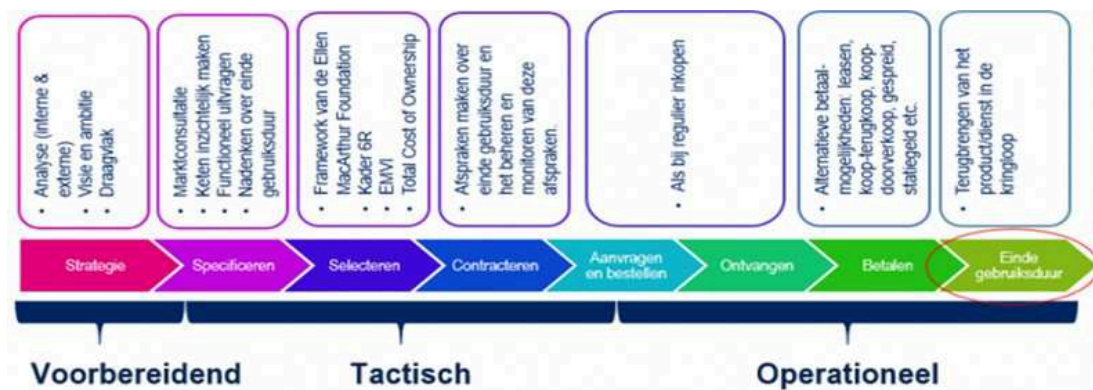 • Analyse (interne &
externe)
• Visie en ambitie
• Draagvlak
• Marktconsultatie
• Keten inzichtelijk maken
• Functioneel uitvragen
• Nadenken over einde
gebruiksduur
• Framework van de Ellen
MacArthur Foundation
• Kader 6R
• EMVI
• Total Cost of Ownership
• Afspraken maken over
einde gebruiksduur en
het beheren en
monitoren van deze
afspraken.
• Als bij regulier inkopen
• Alternatieve betaal-
mogelijkheden: leasen,
koop-terugkoop, koop-
doorverkoop, gespreid,
statiegeld etc.
• Terugbrengen van het
product/dienst in de
kringloop
Strategie
Specificeren
Selecteren
Contracteren
Aanvragen
en bestellen
Ontvangen
Betalen
Einde
gebruiksduur
Voorbereidend
Tactisch
Operationeel